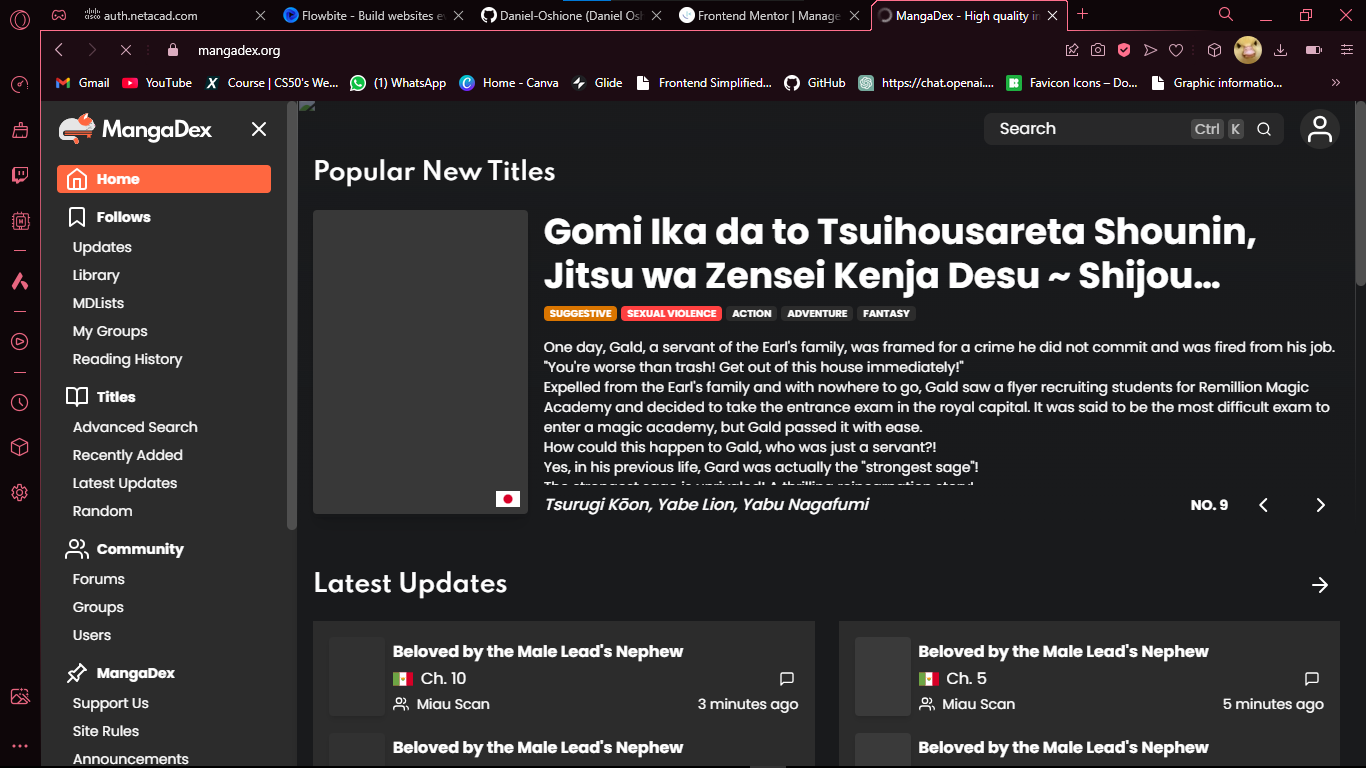 auth.netacad.com
Flowbite - Build websites e
Daniel-Oshione (Daniel Osh
Frontend Mentor | Manage
MangaDex - High quality in
mangadex.org
Gmail
YouTube
Course | CS50's We...
(1) WhatsApp
Home - Canva
Glide
Frontend Simplified...
GitHub
https://chat.openai....
Favicon Icons – Do...
Graphic informatio...
MangaDex
Home
Follows
Updates
Library
MDLists
My Groups
Reading History
Titles
Advanced Search
Recently Added
Latest Updates
Random
Community
Forums
Groups
Users
MangaDex
Support Us
Site Rules
Announcements
Search
Ctrl K
Popular New Titles
Gomi Ika da to Tsuihousareta Shounin,
Jitsu wa Zensei Kenja Desu ~ Shijou...
SUGGESTIVE SEXUAL VIOLENCE ACTION ADVENTURE FANTASY
One day, Gald, a servant of the Earl's family, was framed for a crime he did not commit and was fired from his job.
"You're worse than trash! Get out of this house immediately!"
Expelled from the Earl's family and with nowhere to go, Gald saw a flyer recruiting students for Remillion Magic
Academy and decided to take the entrance exam in the royal capital. It was said to be the most difficult exam to
enter a magic academy, but Gald passed it with ease.
How could this happen to Gald, who was just a servant?!
Yes, in his previous life, Gard was actually the "strongest sage"!
The strongest sage is unrivaled! A thrilling reincarnation story!
Tsurugi Kōon, Yabe Lion, Yabu Nagafumi
NO. 9
Latest Updates
Beloved by the Male Lead's Nephew
Ch. 10
Miau Scan
3 minutes ago
Beloved by the Male Lead's Nephew
Beloved by the Male Lead's Nephew
Ch. 5
Miau Scan
5 minutes ago
Beloved by the Male Lead's Nephew